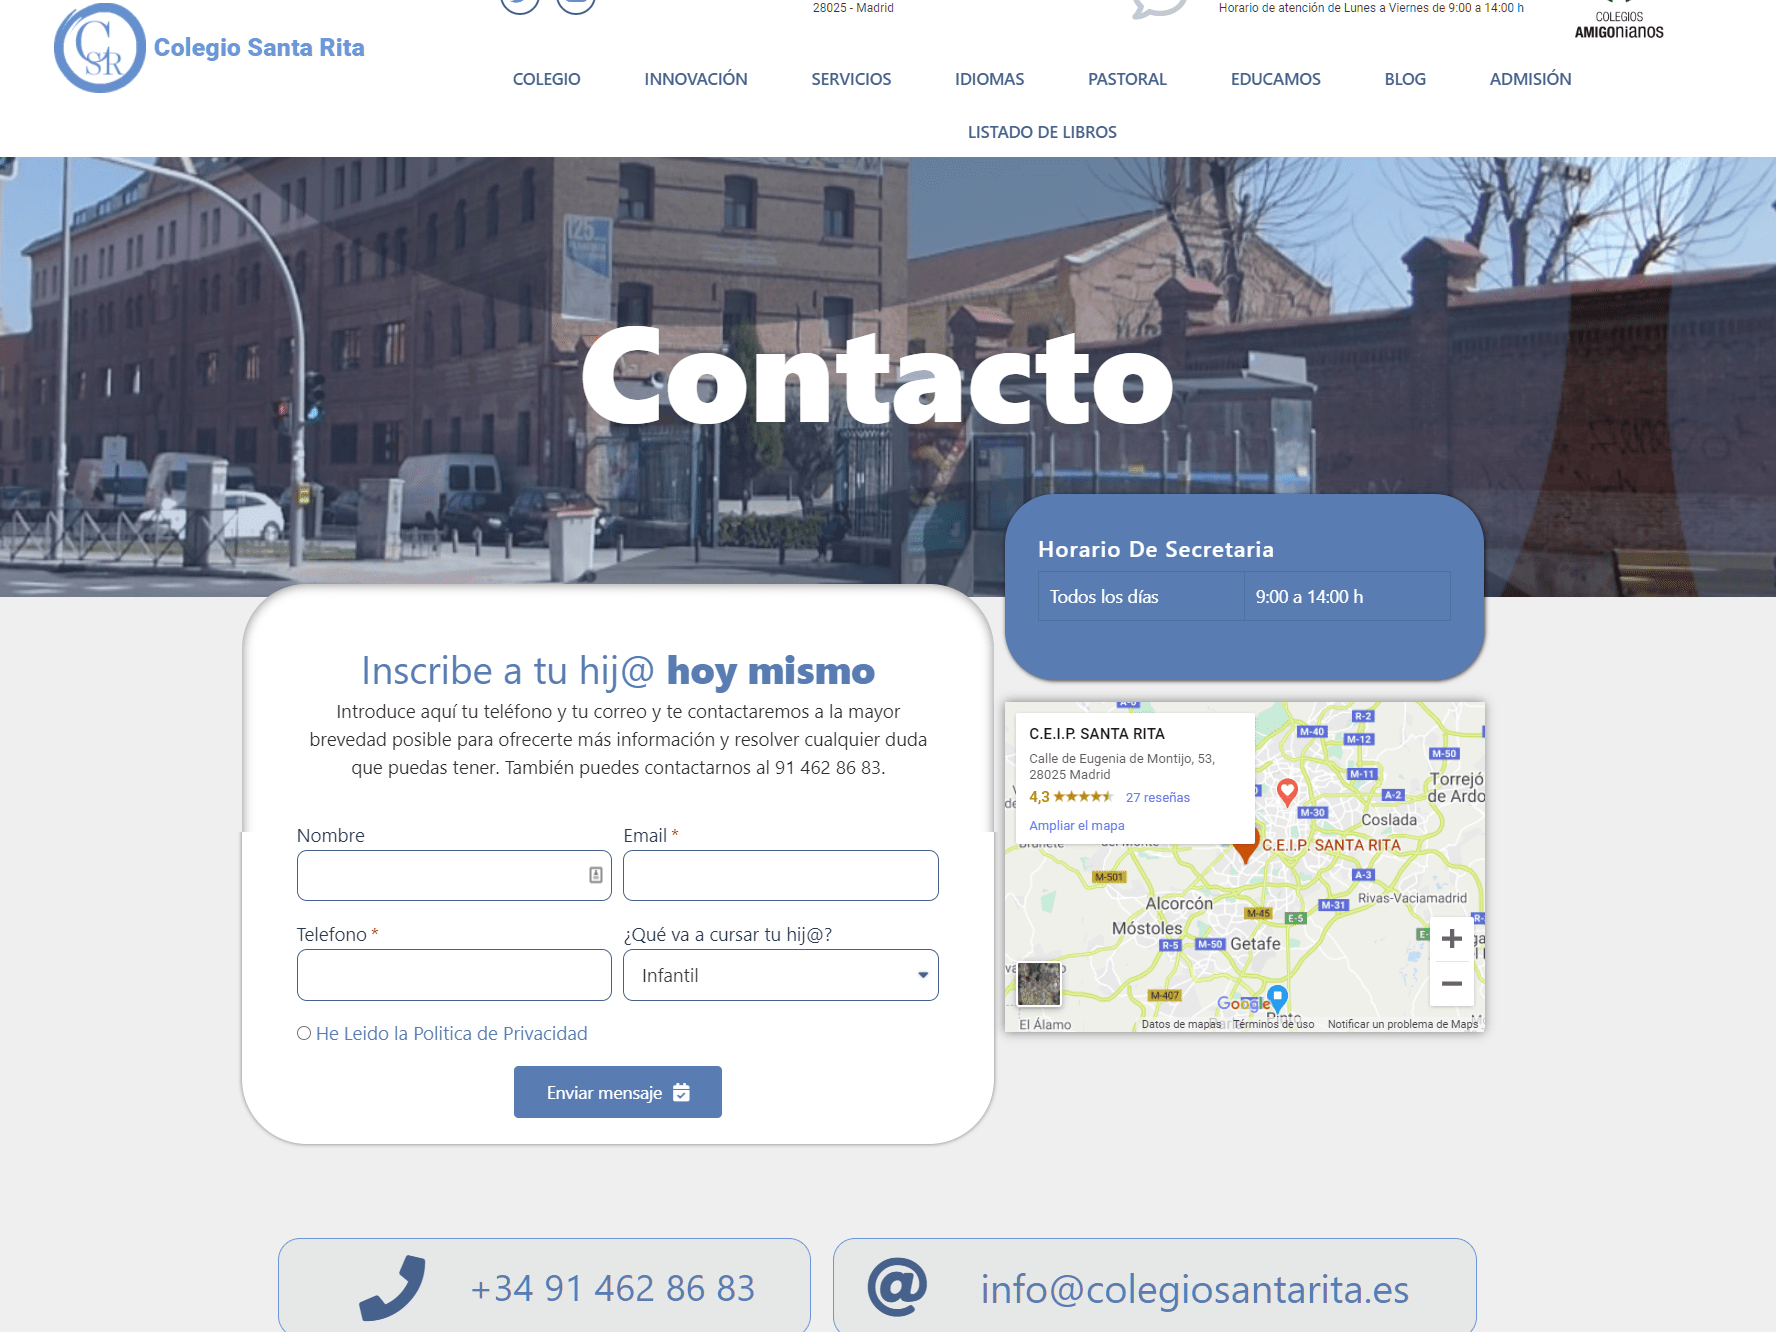 28025 - Madrid
Horario de atención de Lunes a Viernes de 9:00 a 14:00 h
COLEGIOS
AMIGONIANOS
CSR
Colegio Santa Rita
COLEGIO
INNOVACIÓN
SERVICIOS
IDIOMAS
PASTORAL
EDUCAMOS
BLOG
ADMISIÓN
LISTADO DE LIBROS
125
Contacto
Horario De Secretaria
Todos los días
9:00 a 14:00 h
Inscribe a tu hij@ hoy mismo
Introduce aquí tu teléfono y tu correo y te contactaremos a la mayor
brevedad posible para ofrecerte más información y resolver cualquier duda
que puedas tener. También puedes contactarnos al 91 462 86 83.
Nombre
Email *
Telefono *
¿Qué va a cursar tu hij@?
Infantil
He Leido la Politica de Privacidad
Enviar mensaje
C.E.I.P. SANTA RITA
Calle de Eugenia de Montijo, 53,
28025 Madrid
4,3
27 reseñas
Ampliar el mapa
R-2
M-40
M-12
M-50
M-11
Torrejó
de Ardo
A-2
M-30
Coslada
C.E.I.P. SANTA RITA
M-501
A-3
Rivas-Vaciamadrid
Alcorcón
M-31
M-45
E-5
Móstoles
R-5
M-50
Getafe
M-407
Google
Pinto
El Álamo
Datos de mapas
Términos de uso
Notificar un problema de Maps
+34 91 462 86 83
info@colegiosantarita.es